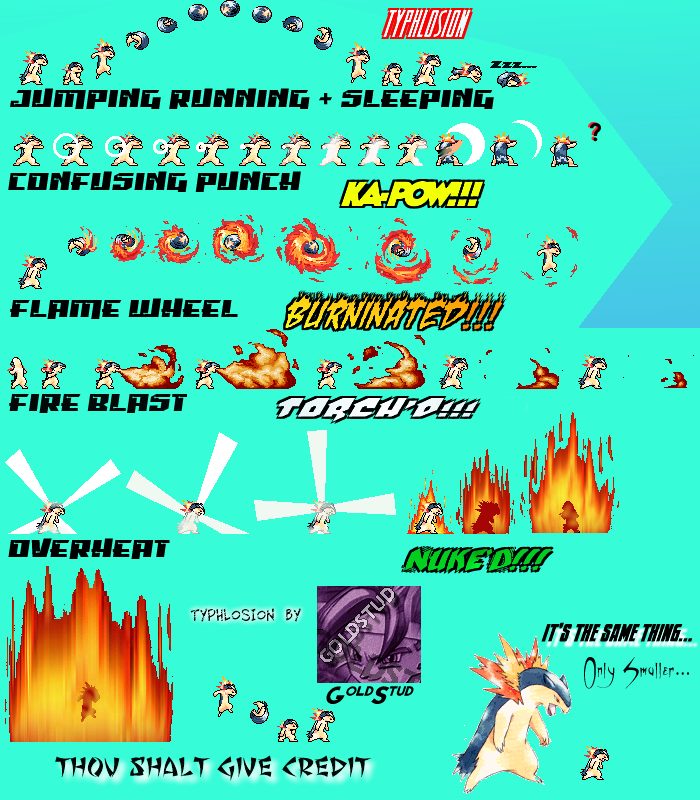 TYPHLOSION
zzz...
JUMPING RUNNING + SLEEPING
?
CONFUSING PUNCH
KA-POW!!!
FLAME WHEEL
BURNINATED!!!
FIRE BLAST
TORCH'D!!!
OVERHEAT
NUKE'D!!!
TYPHLOSION BY
GOLDSTUD
GOLDSTUD
IT'S THE SAME THING...
Only Smaller...
THOU SHALT GIVE CREDIT